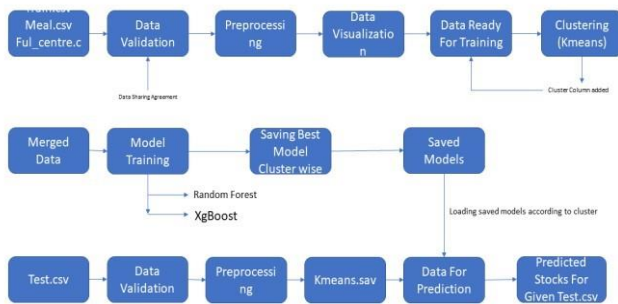 Meal.csv
Ful_centre.c
Data
Validation
Preprocessi
ng
Data
Visualizatio
n
Data Ready
For Training
Clustering
(Kmeans)
Data Sharing Agreement
Cluster Column added
Merged
Data
Model
Training
Saving Best
Model
Cluster wise
Saved
Models
Random Forest
XgBoost
Loading saved models according to cluster
Test.csv
Data
Validation
Preprocessi
ng
Kmeans.sav
Data For
Prediction
Predicted
Stocks For
Given Test.csv